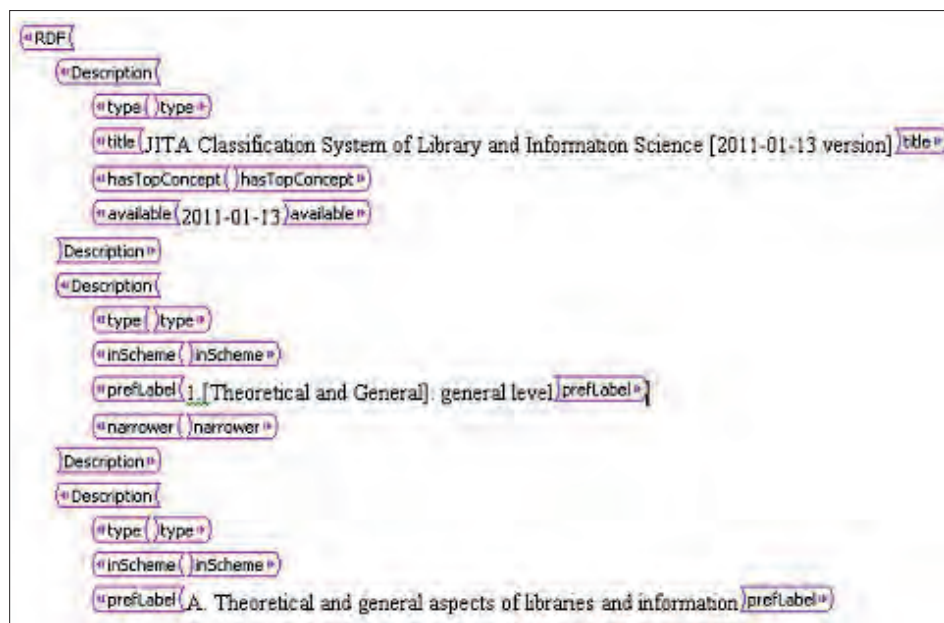 RDF
Description
type type
title JITA Classification System of Library and Information Science [2011-01-13 version] title
hasTopConcept hasTopConcept
available 2011-01-13 available
Description
Description
type type
inScheme inScheme
prefLabel 1.[Theoretical and General]: general level prefLabel
narrower narrower
Description
Description
type type
inScheme inScheme
prefLabel A. Theoretical and general aspects of libraries and information prefLabel